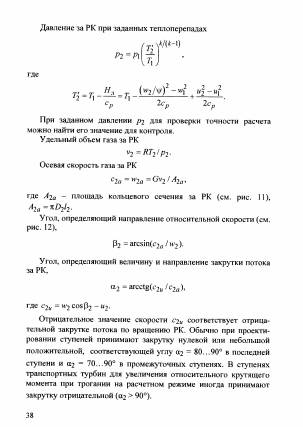 Давление за РК при заданных теплоперепадах
p₂ = p₁(T₂′/T₁)^(k/(k−1)),
где
T₂′ = T₁ − Hл/cₚ = T₁ − ((w₂/ψ)² − w₁²)/(2cₚ) + (u₂² − u₁²)/(2cₚ).
При заданном давлении p₂ для проверки точности расчета
можно найти его значение для контроля.
Удельный объем газа за РК
v₂ = RT₂/p₂.
Осевая скорость газа за РК
c₂ₐ = w₂ₐ = Gv₂/A₂ₐ,
где A₂ₐ – площадь кольцевого сечения за РК (см. рис. 11),
A₂ₐ = πD₂l₂.
Угол, определяющий направление относительной скорости (см.
рис. 12),
β₂ = arcsin(c₂ₐ/w₂).
Угол, определяющий величину и направление закрутки потока
за РК,
α₂ = arcctg(c₂ᵤ/c₂ₐ),
где c₂ᵤ = w₂ cosβ₂ − u₂.
Отрицательное значение скорости c₂ᵤ соответствует отрица-
тельной закрутке потока по вращению РК. Обычно при проекти-
ровании ступеней принимают закрутку нулевой или небольшой
положительной, соответствующей углу α₂ = 80...90° в последней
ступени и α₂ = 70...90° в промежуточных ступенях. В ступенях
транспортных турбин для увеличения относительного крутящего
момента при трогании на расчетном режиме иногда принимают
закрутку отрицательной (α₂ > 90°).
38